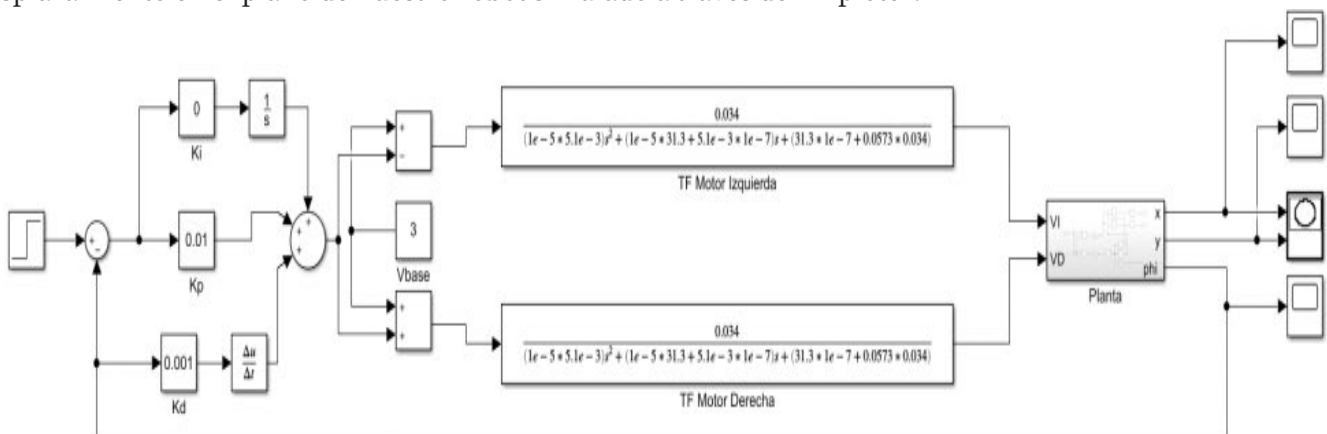 0
1
s
Ki
0.034
(1e−5∗5.1e−3)s²+(1e−5∗31.3+5.1e−3∗1e−7)s+(31.3∗1e−7+0.0573∗0.034)
TF Motor Izquierda
+
−
+
−
0.01
Kp
+
+
+
3
Vbase
VI
VD
x
y
phi
Planta
+
+
0.001
Kd
Δu
Δt
0.034
(1e−5∗5.1e−3)s²+(1e−5∗31.3+5.1e−3∗1e−7)s+(31.3∗1e−7+0.0573∗0.034)
TF Motor Derecha